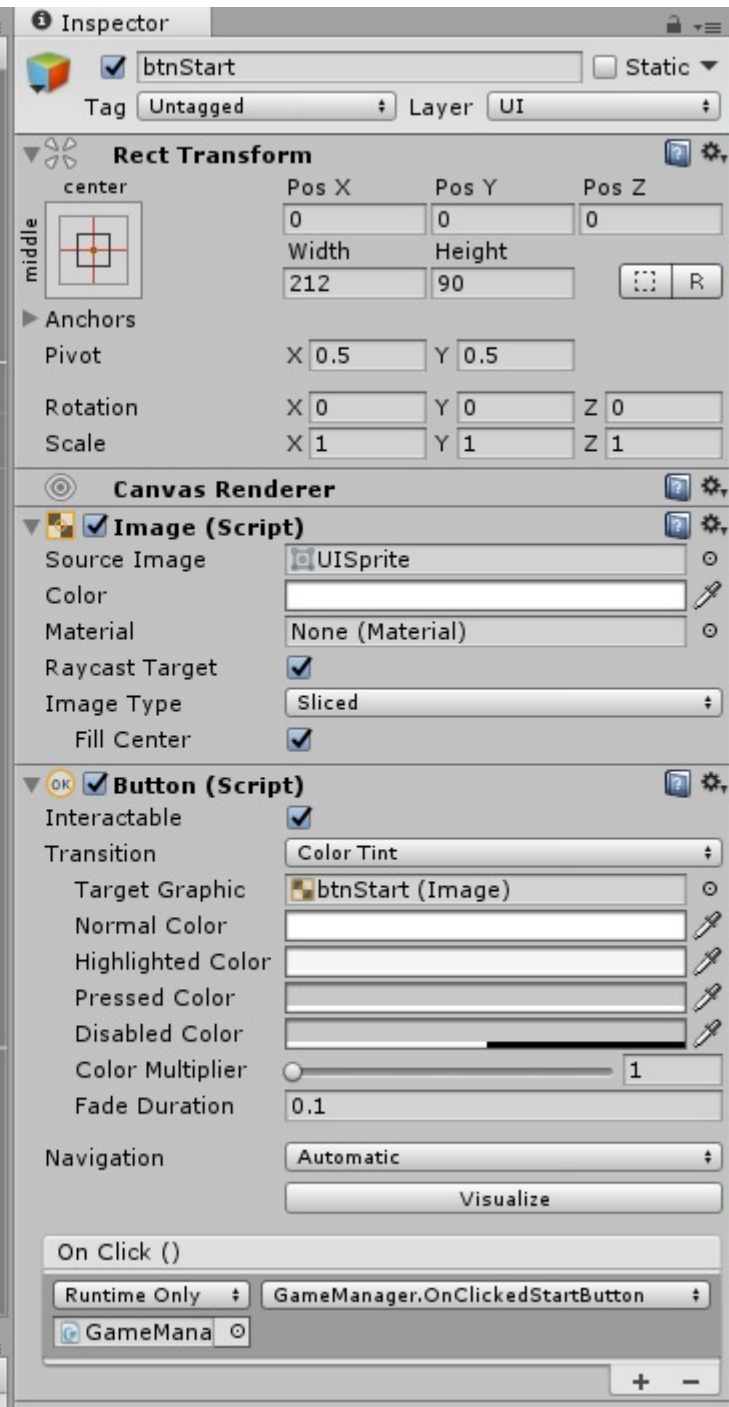 Inspector
btnStart
Static
Tag Untagged Layer UI
Rect Transform
center
middle
Pos X Pos Y Pos Z
0 0 0
Width Height
212 90
R
Anchors
Pivot X 0.5 Y 0.5
Rotation X 0 Y 0 Z 0
Scale X 1 Y 1 Z 1
Canvas Renderer
Image (Script)
Source Image UISprite
Color
Material None (Material)
Raycast Target
Image Type Sliced
Fill Center
OK Button (Script)
Interactable
Transition Color Tint
Target Graphic btnStart (Image)
Normal Color
Highlighted Color
Pressed Color
Disabled Color
Color Multiplier 1
Fade Duration 0.1
Navigation Automatic
Visualize
On Click ()
Runtime Only GameManager.OnClickedStartButton
GameMana
+ −